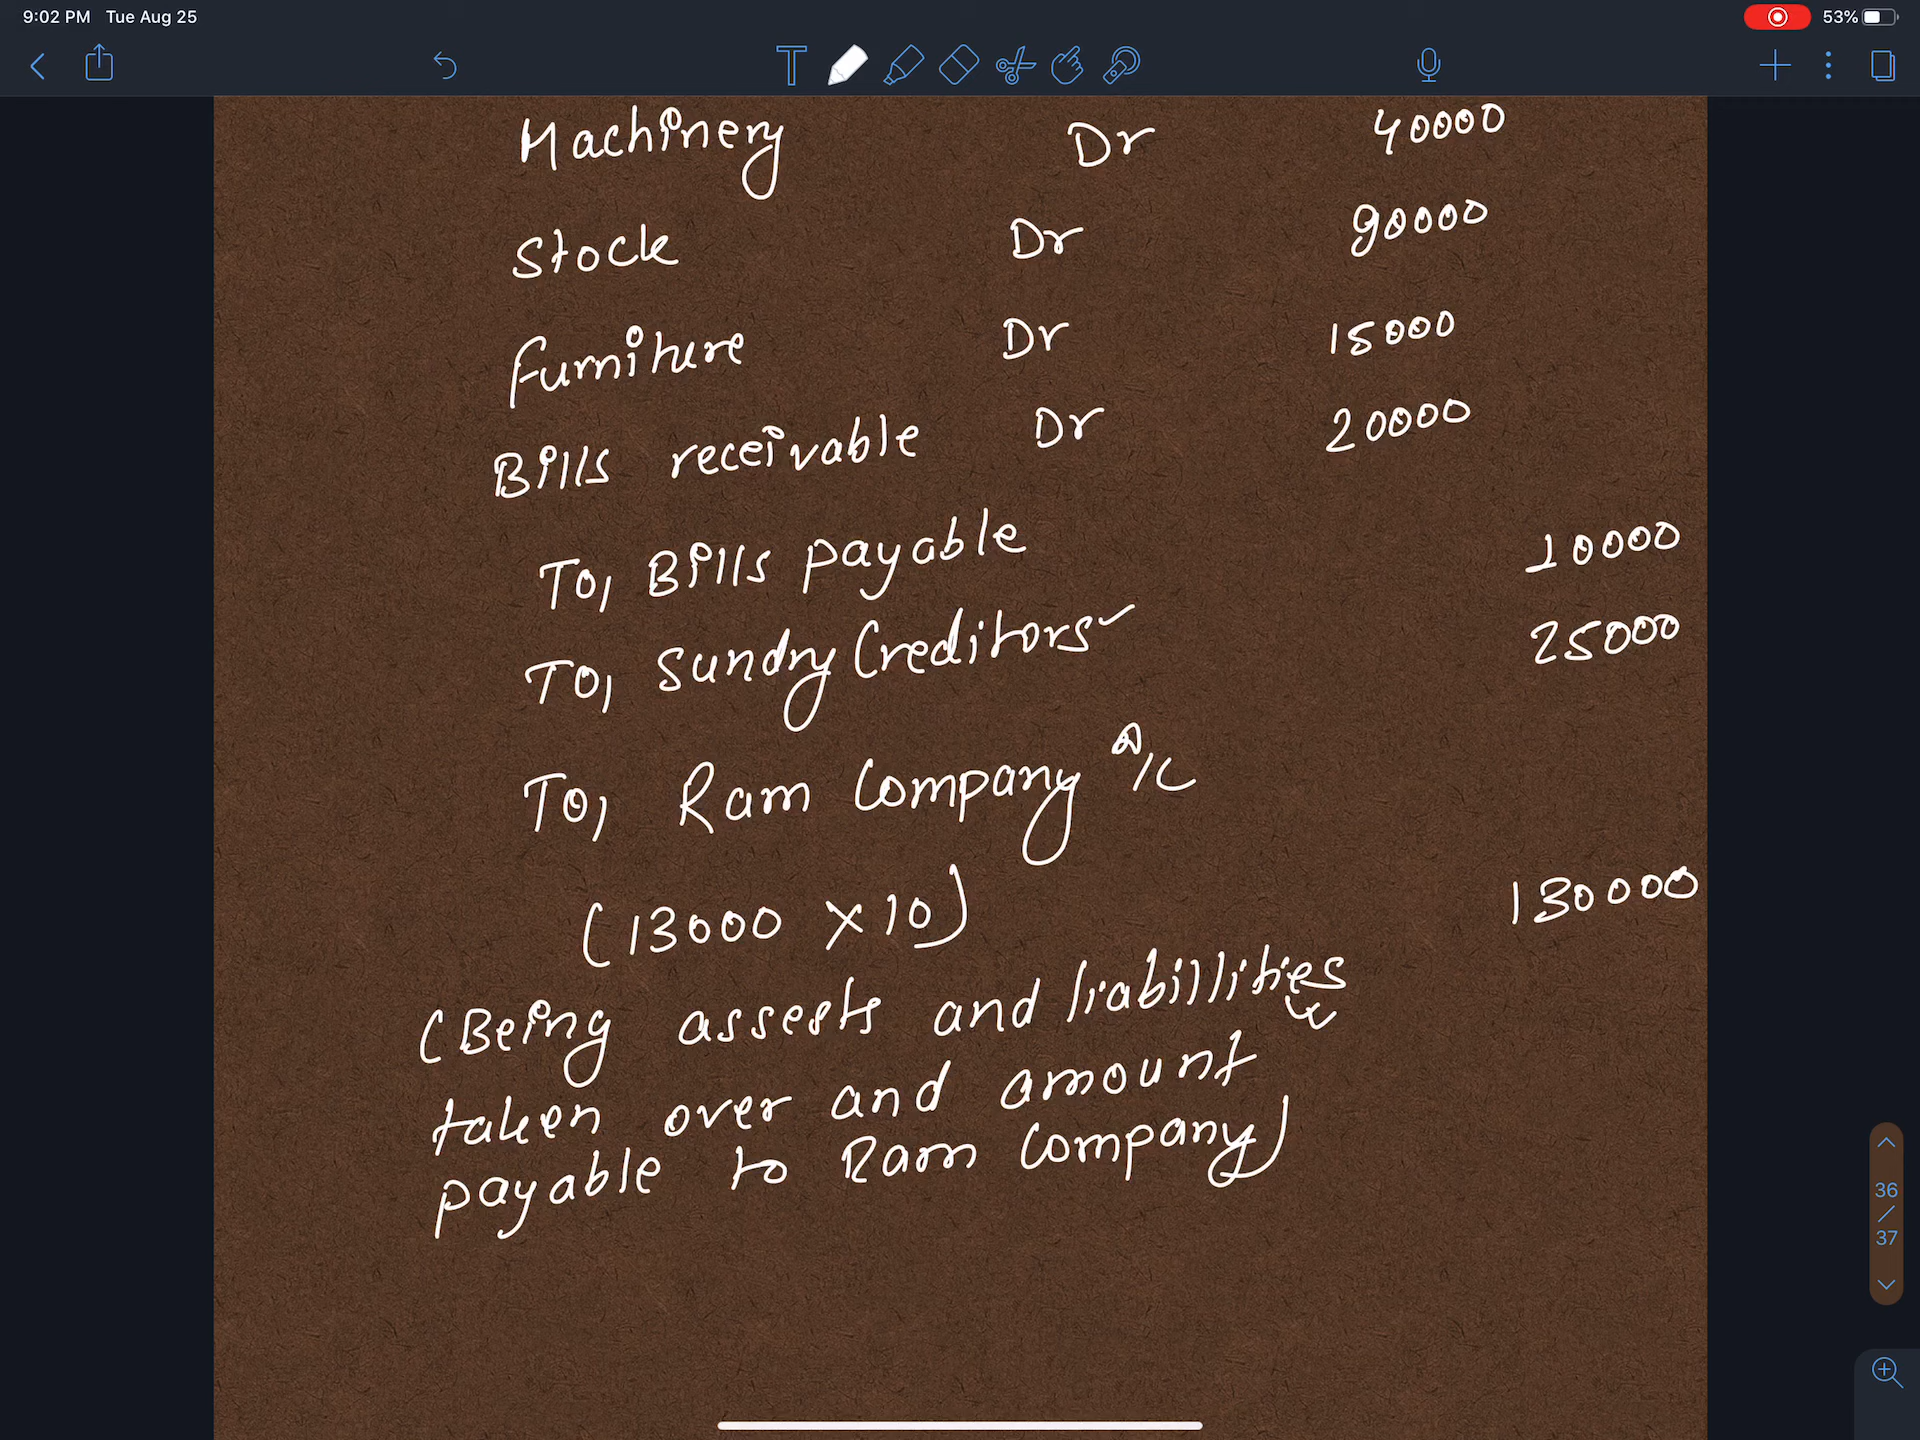 9:02 PM Tue Aug 25
53%
Machinery Dr 40000
Stock Dr 90000
furniture Dr 15000
Bills receivable Dr 20000
To, Bills payable 10000
To, Sundry Creditors 25000
To, Ram Company A/C
(13000 × 10) 130000
(Being assests and liabillities
taken over and amount
payable to Ram Company)
36
/
37